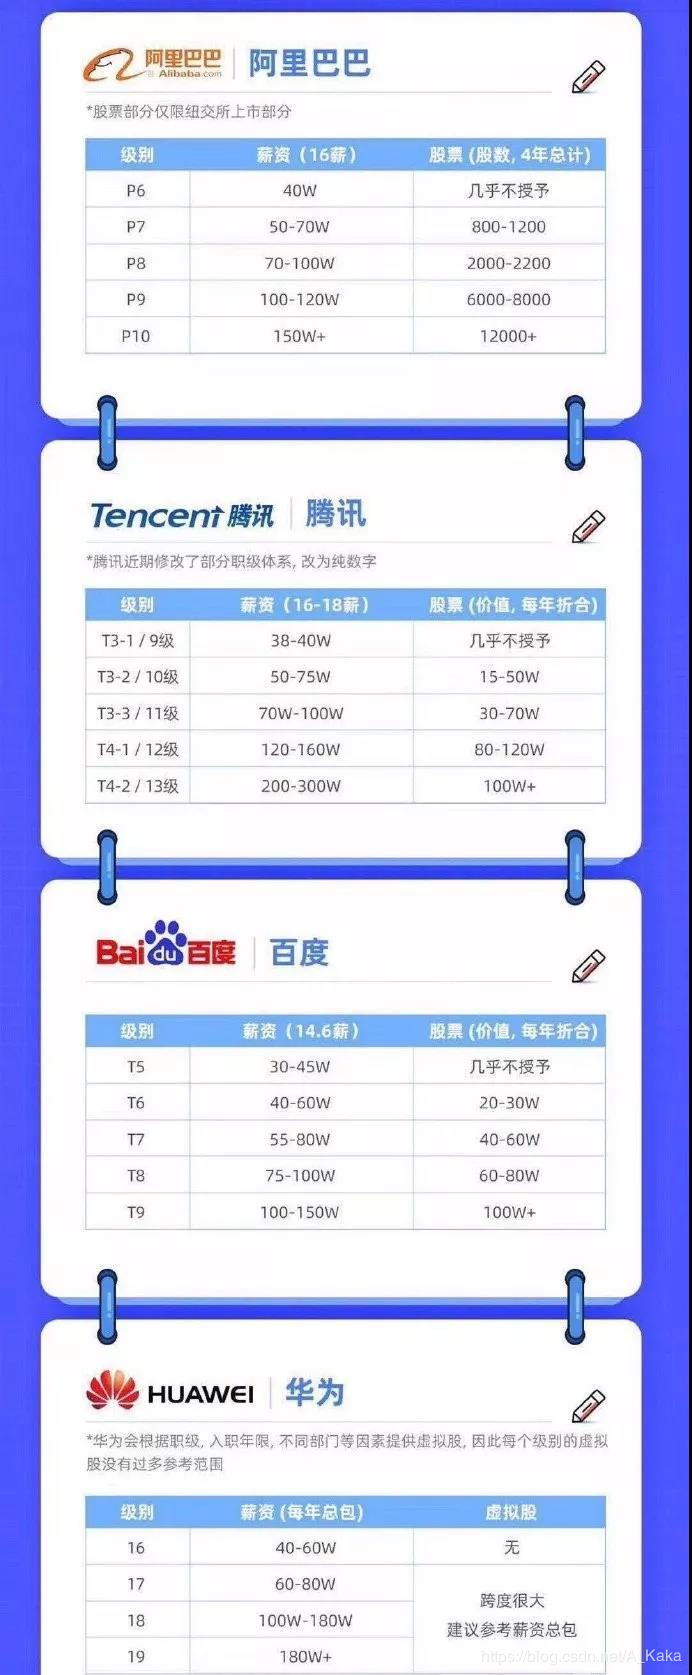 阿里巴巴 Alibaba.com 阿里巴巴
*股票部分仅限纽交所上市部分
级别 薪资（16薪） 股票 (股数, 4年总计)
P6 40W 几乎不授予
P7 50-70W 800-1200
P8 70-100W 2000-2200
P9 100-120W 6000-8000
P10 150W+ 12000+
Tencent 腾讯 腾讯
*腾讯近期修改了部分职级体系, 改为纯数字
级别 薪资（16-18薪） 股票 (价值, 每年折合)
T3-1 / 9级 38-40W 几乎不授予
T3-2 / 10级 50-75W 15-50W
T3-3 / 11级 70W-100W 30-70W
T4-1 / 12级 120-160W 80-120W
T4-2 / 13级 200-300W 100W+
Bai du 百度 百度
级别 薪资（14.6薪） 股票 (价值, 每年折合)
T5 30-45W 几乎不授予
T6 40-60W 20-30W
T7 55-80W 40-60W
T8 75-100W 60-80W
T9 100-150W 100W+
HUAWEI 华为
*华为会根据职级, 入职年限, 不同部门等因素提供虚拟股, 因此每个级别的虚拟
股没有过多参考范围
级别 薪资 (每年总包) 虚拟股
16 40-60W 无
17 60-80W
跨度很大
18 100W-180W
建议参考薪资总包
19 180W+
https://blog.csdn.net/A_Kaka